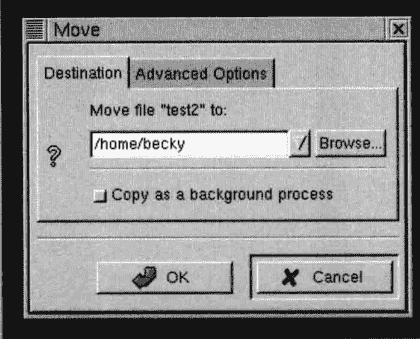 Move
Destination Advanced Options
Move file "test2" to:
/home/becky / Browse...
Copy as a background process
OK Cancel